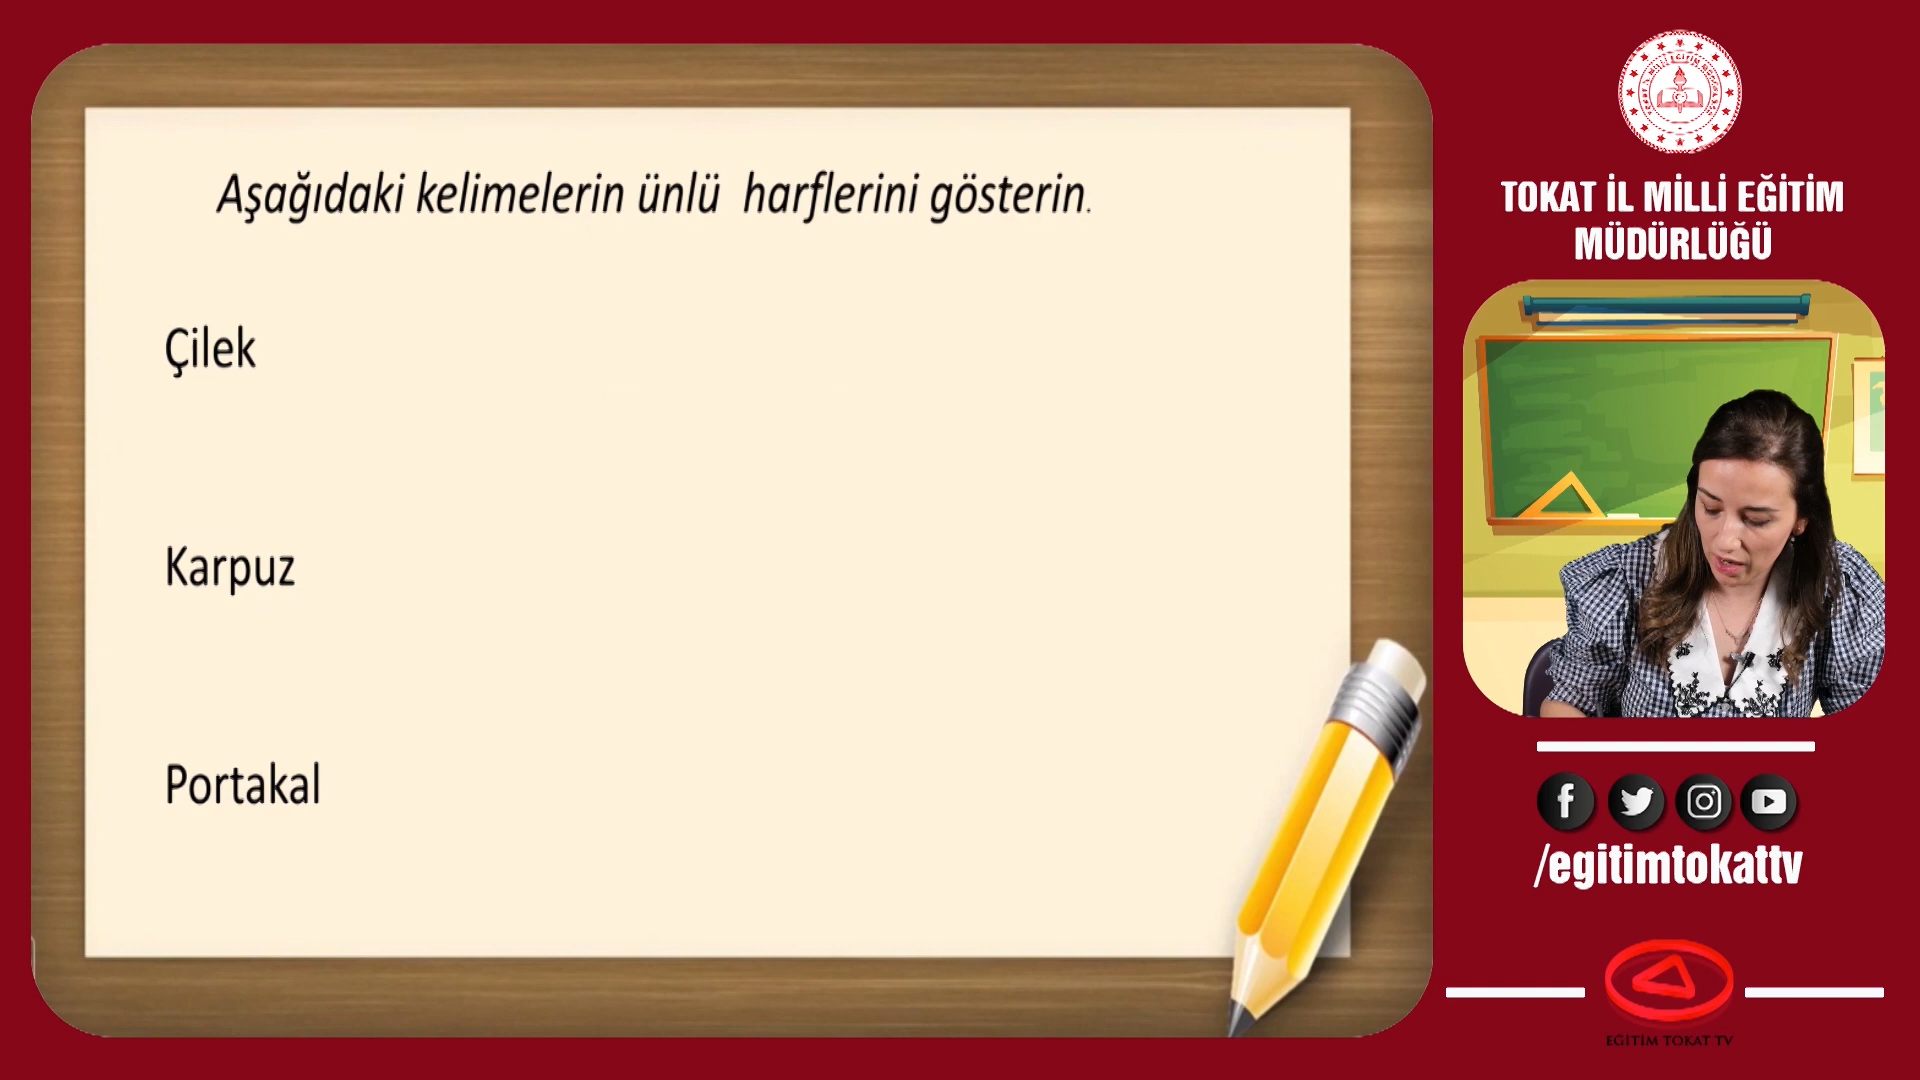 Aşağıdaki kelimelerin ünlü harflerini gösterin.
Çilek
Karpuz
Portakal
TOKAT İL MİLLİ EĞİTİM
MÜDÜRLÜĞÜ
/egitimtokattv
EĞİTİM TOKAT TV